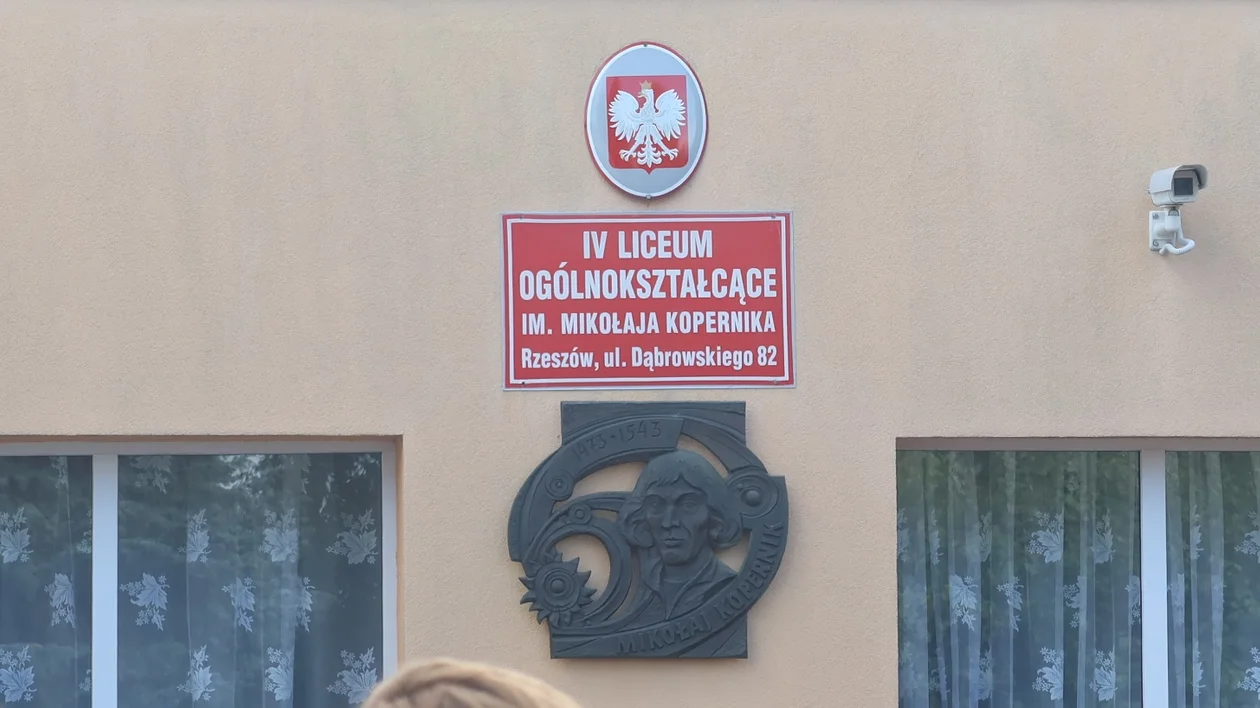 IV LICEUM
OGÓLNOKSZTAŁCĄCE
IM. MIKOŁAJA KOPERNIKA
Rzeszów, ul. Dąbrowskiego 82
1473-1543
MIKOŁAJ KOPERNIK